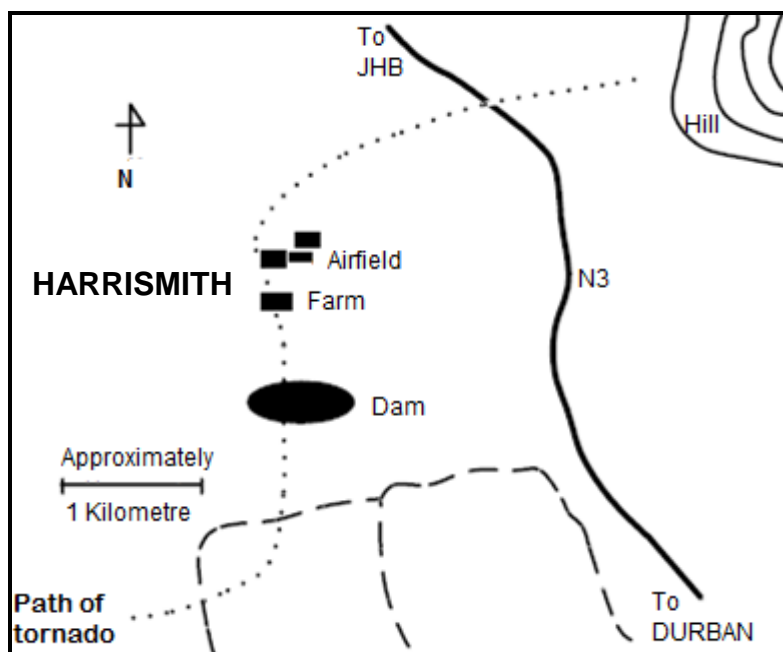 To
JHB
Hill
N
Airfield
HARRISMITH
N3
Farm
Dam
Approximately
1 Kilometre
Path of
tornado
To
DURBAN